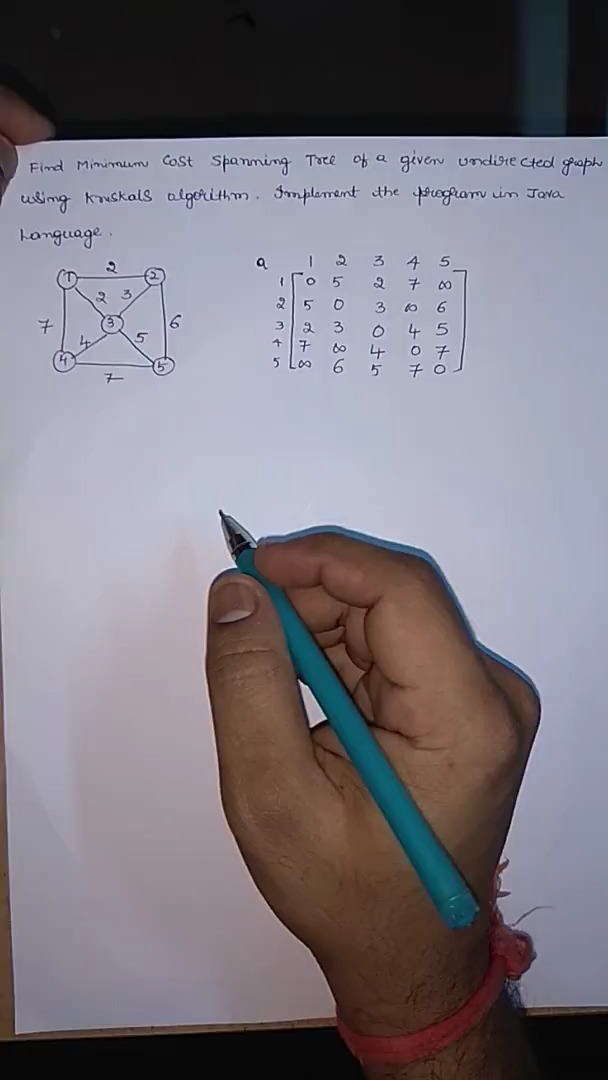 Find Minimum Cost Spanning Tree of a given undirected graph
using Kruskals algorithm. Implement the program in Java
Language.
2
1 2
2 3
3
7 6
4 5
4 5
7
a 1 2 3 4 5
1 0 5 2 7 ∞
2 5 0 3 ∞ 6
3 2 3 0 4 5
4 7 ∞ 4 0 7
5 ∞ 6 5 7 0